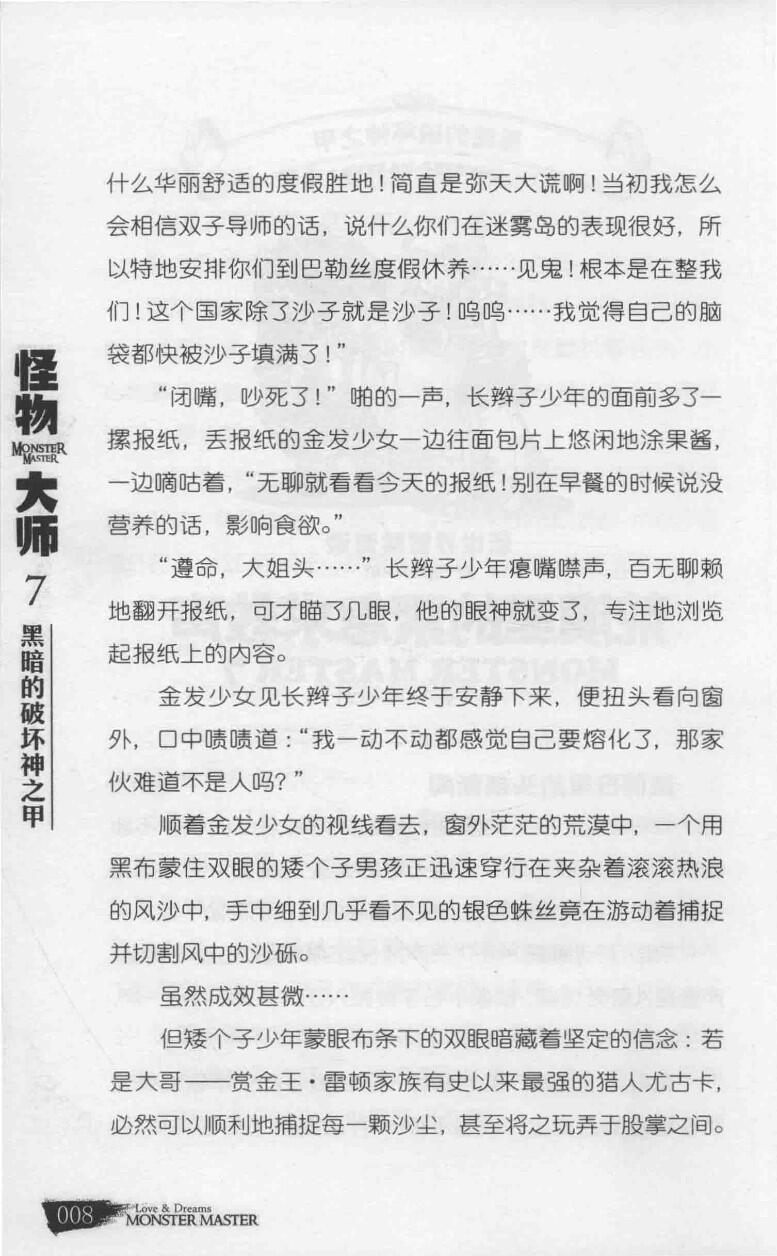 什么华丽舒适的度假胜地！简直是弥天大谎啊！当初我怎么
会相信双子导师的话，说什么你们在迷雾岛的表现很好，所
以特地安排你们到巴勒丝度假休养……见鬼！根本是在整我
们！这个国家除了沙子就是沙子！呜呜……我觉得自己的脑
袋都快被沙子填满了！”
“闭嘴，吵死了！”啪的一声，长辫子少年的面前多了一
摞报纸，丢报纸的金发少女一边往面包片上悠闲地涂果酱，
一边嘀咕着，“无聊就看看今天的报纸！别在早餐的时候说没
营养的话，影响食欲。”
“遵命，大姐头……”长辫子少年瘪嘴噤声，百无聊赖
地翻开报纸，可才瞄了几眼，他的眼神就变了，专注地浏览
起报纸上的内容。
金发少女见长辫子少年终于安静下来，便扭头看向窗
外，口中啧啧道：“我一动不动都感觉自己要熔化了，那家
伙难道不是人吗？”
顺着金发少女的视线看去，窗外茫茫的荒漠中，一个用
黑布蒙住双眼的矮个子男孩正迅速穿行在夹杂着滚滚热浪
的风沙中，手中细到几乎看不见的银色蛛丝竟在游动着捕捉
并切割风中的沙砾。
虽然成效甚微……
但矮个子少年蒙眼布条下的双眼暗藏着坚定的信念：若
是大哥——赏金王·雷顿家族有史以来最强的猎人尤古卡，
必然可以顺利地捕捉每一颗沙尘，甚至将之玩弄于股掌之间。
怪物
MONSTER
MASTER
大师
7
黑暗的破坏神之甲
008
Love & Dreams
MONSTER MASTER